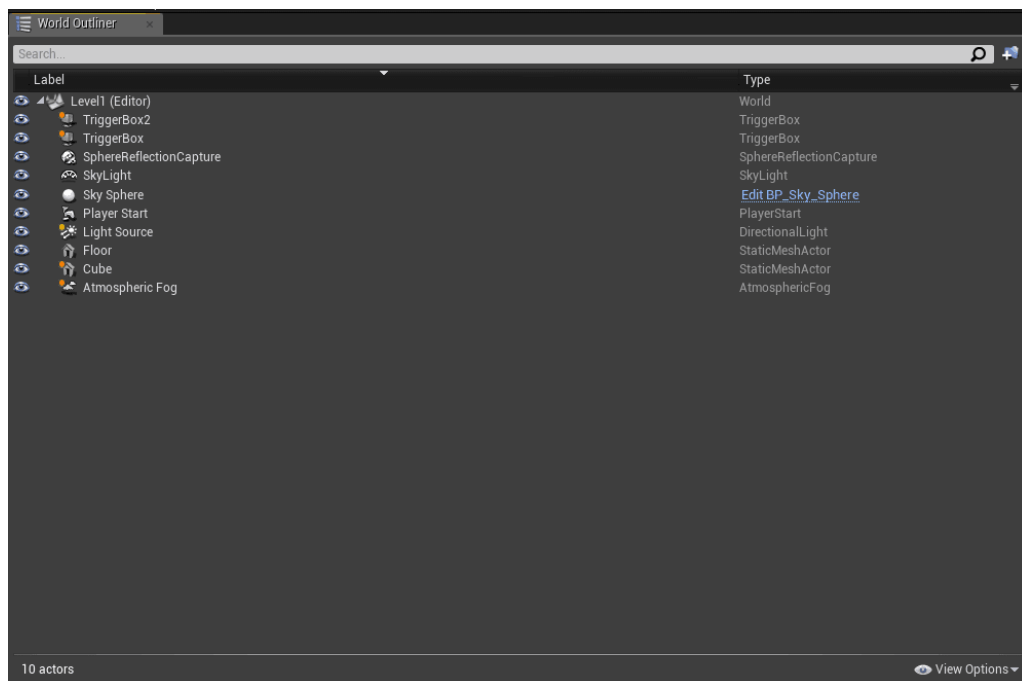 World Outliner
Search...
Label Type
Level1 (Editor) World
TriggerBox2 TriggerBox
TriggerBox TriggerBox
SphereReflectionCapture SphereReflectionCapture
SkyLight SkyLight
Sky Sphere Edit BP_Sky_Sphere
Player Start PlayerStart
Light Source DirectionalLight
Floor StaticMeshActor
Cube StaticMeshActor
Atmospheric Fog AtmosphericFog
10 actors View Options